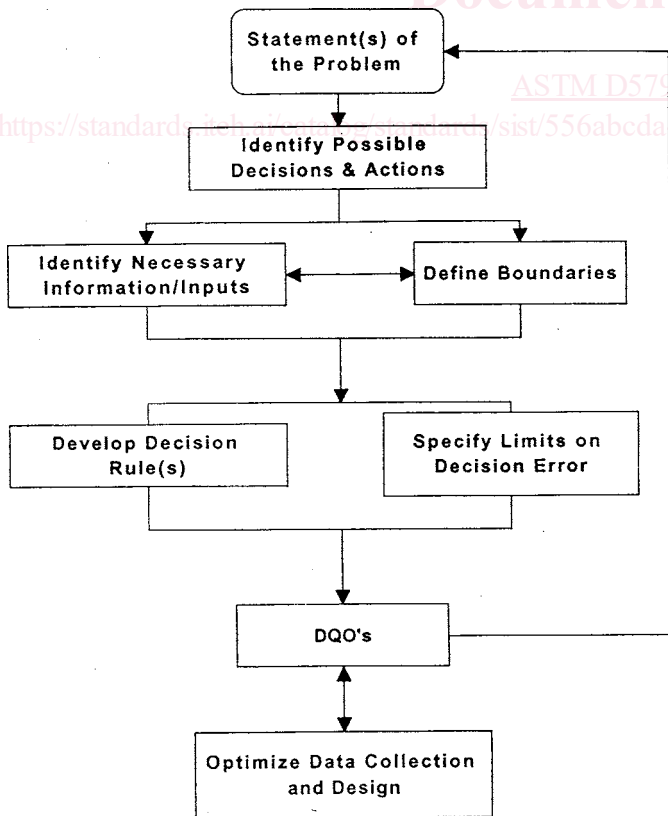 Documen
Statement(s) of
the Problem
ASTM D579
https://standards.iteh.ai/catalog/standards/sist/556abcda
Identify Possible
Decisions & Actions
Identify Necessary
Information/Inputs
Define Boundaries
Develop Decision
Rule(s)
Specify Limits on
Decision Error
DQO's
Optimize Data Collection
and Design